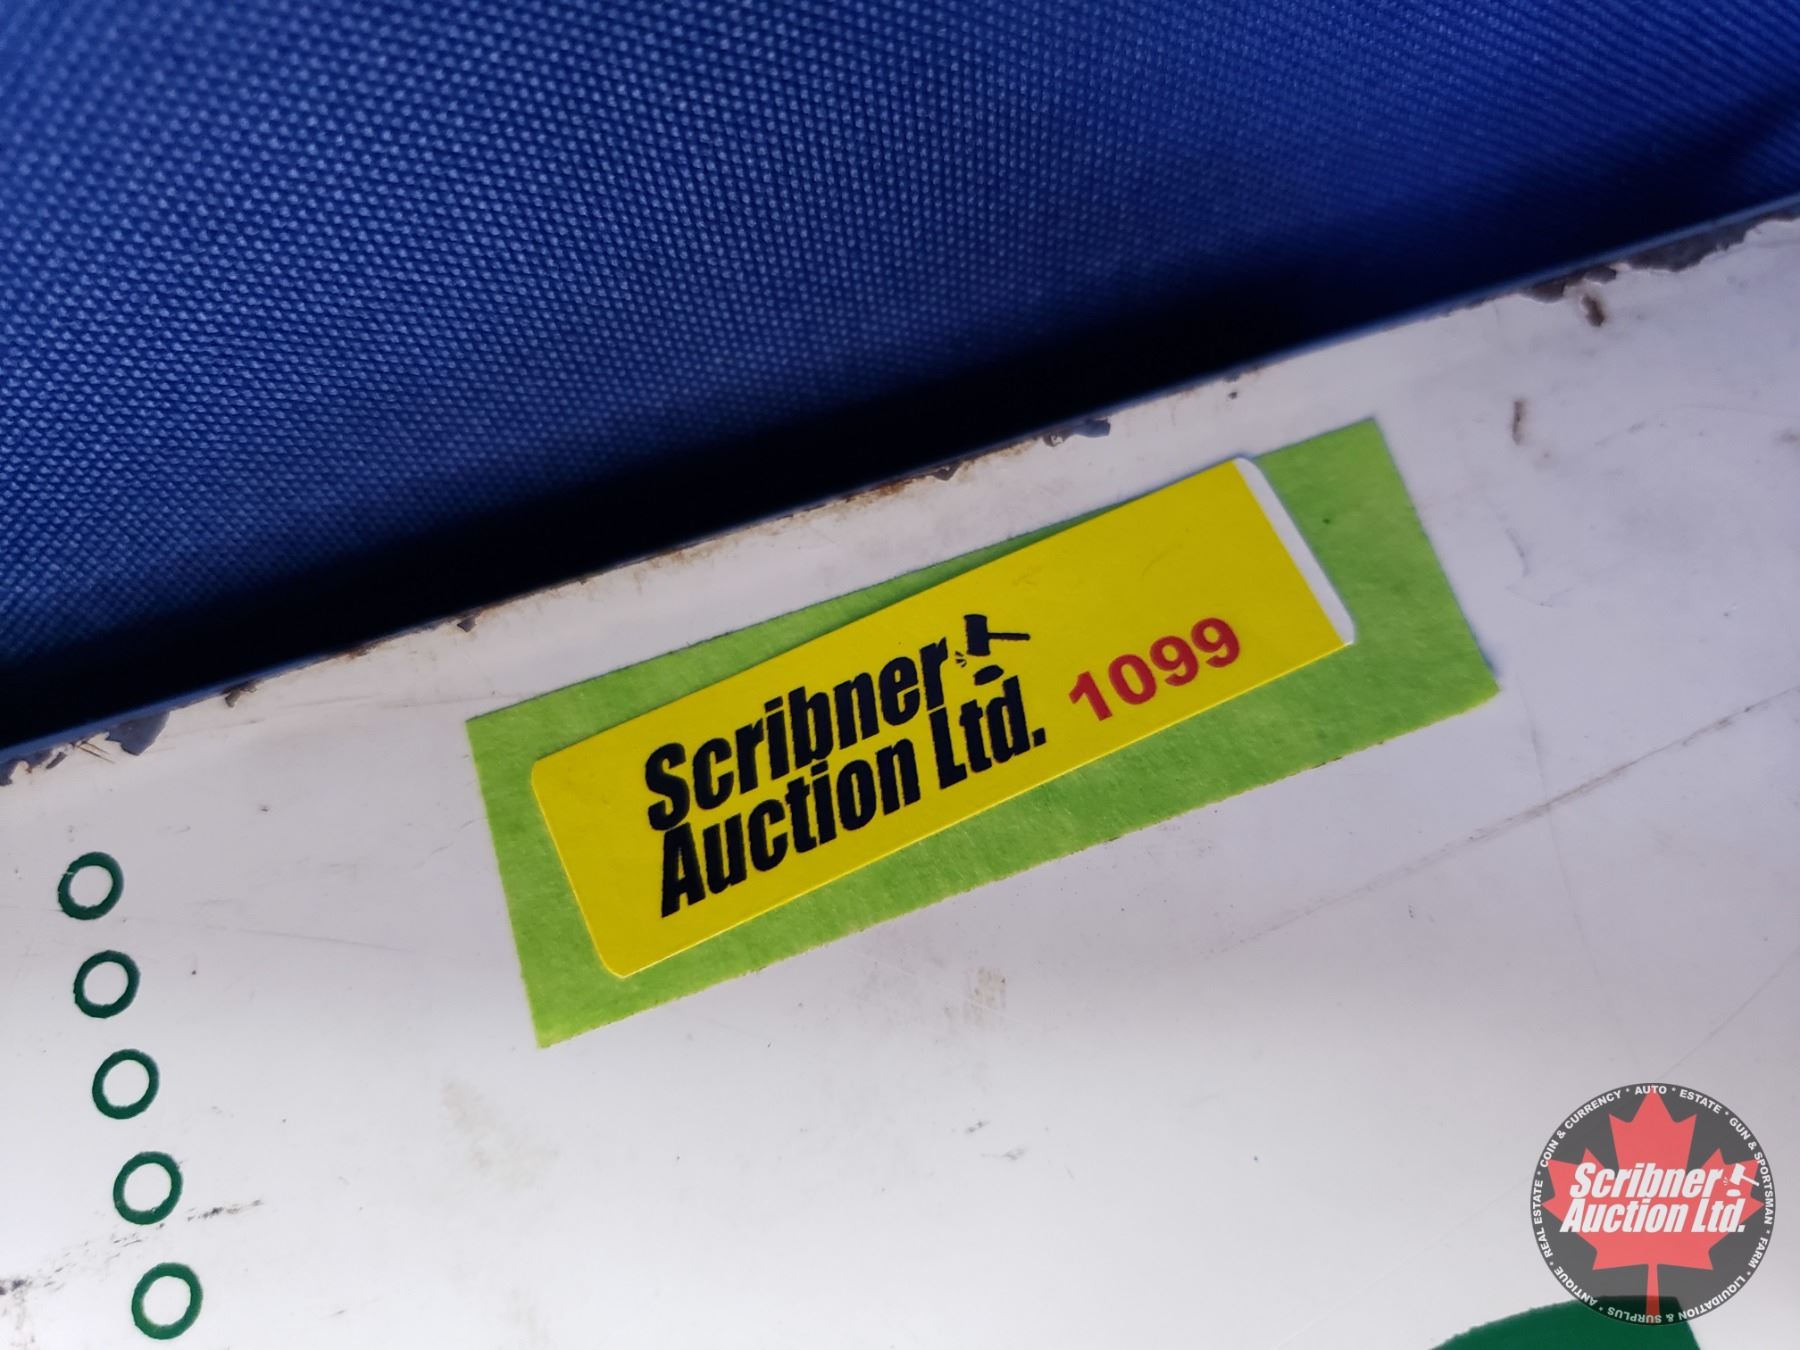 Scribner
Auction Ltd.
1099
COIN & CURRENCY * AUTO * ESTATE * GUN & SPORTSMAN * FARM * LIQUIDATION & SURPLUS * ANTIQUE * REAL ESTATE *
Scribner
Auction Ltd.